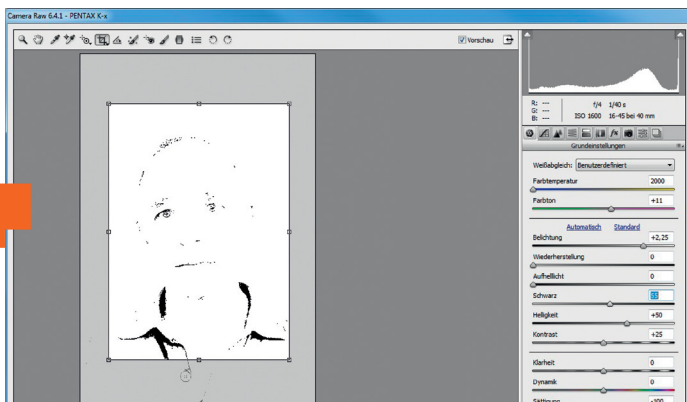 Camera Raw 6.4.1 - PENTAX K-x
Vorschau
R: ---
G: ---
B: ---
f/4 1/40 s
ISO 1600 16-45 bei 40 mm
Grundeinstellungen
Weißabgleich: Benutzerdefiniert
Farbtemperatur 2000
Farbton +11
Automatisch Standard
Belichtung +2,25
Wiederherstellung 0
Aufhelllicht 0
Schwarz
Helligkeit +50
Kontrast +25
Klarheit 0
Dynamik 0
Sättigung -100